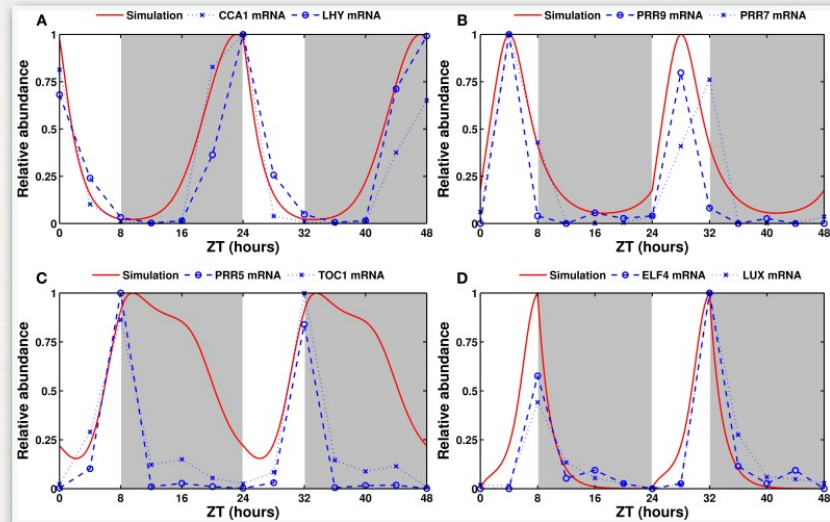 A
Simulation CCA1 mRNA LHY mRNA
Relative abundance
1
0.75
0.5
0.25
0
0 8 16 24 32 40 48
ZT (hours)
B
Simulation PRR9 mRNA PRR7 mRNA
Relative abundance
1
0.75
0.5
0.25
0
0 8 16 24 32 40 48
ZT (hours)
C
Simulation PRR5 mRNA TOC1 mRNA
Relative abundance
1
0.75
0.5
0.25
0
0 8 16 24 32 40 48
ZT (hours)
D
Simulation ELF4 mRNA LUX mRNA
Relative abundance
1
0.75
0.5
0.25
0
0 8 16 24 32 40 48
ZT (hours)